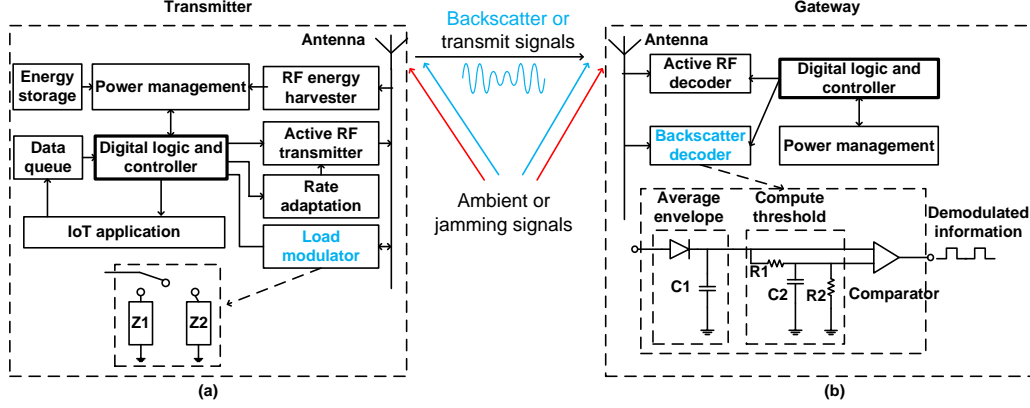 Transmitter
Backscatter or
transmit signals
Gateway
Antenna
Energy
storage
Power management
RF energy
harvester
Data
queue
Digital logic and
controller
Active RF
transmitter
Rate
adaptation
IoT application
Load
modulator
Z1
Z2
(a)
Ambient or
jamming signals
Antenna
Active RF
decoder
Digital logic and
controller
Backscatter
decoder
Power management
Average
envelope
Compute
threshold
Demodulated
information
R1
C1
C2
R2
Comparator
(b)